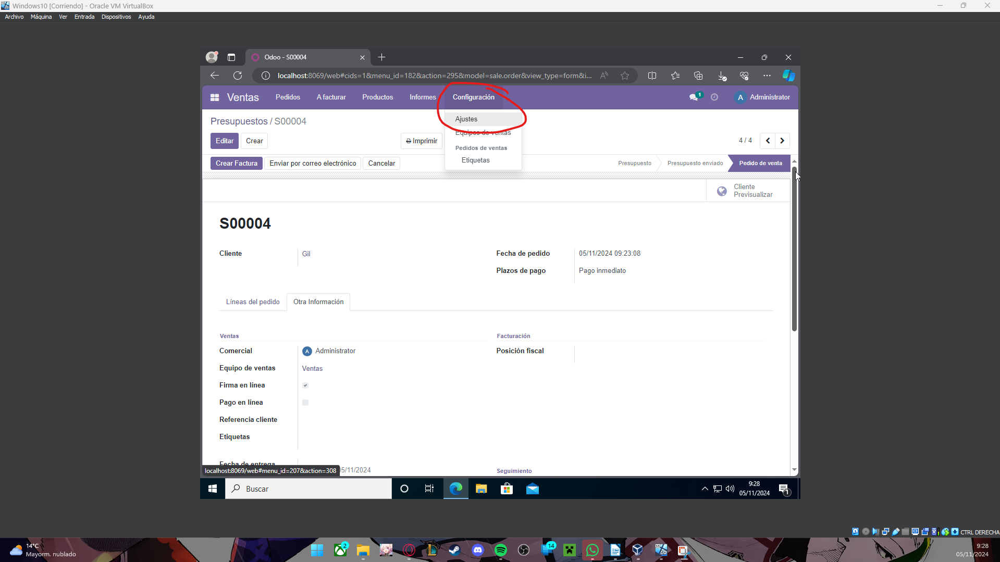 Windows10 [Corriendo] - Oracle VM VirtualBox
Archivo Máquina Ver Entrada Dispositivos Ayuda
Odoo - S00004
localhost:8069/web#cids=1&menu_id=182&action=295&model=sale.order&view_type=form&i...
Ventas Pedidos A facturar Productos Informes Configuración 1 A Administrator
Presupuestos / S00004
Ajustes
Equipos de ventas
Pedidos de ventas
Etiquetas
Editar Crear Imprimir 4 / 4
Crear Factura Enviar por correo electrónico Cancelar Presupuesto Presupuesto enviado Pedido de venta
Cliente
Previsualizar
S00004
Cliente Gil
Fecha de pedido 05/11/2024 09:23:08
Plazos de pago Pago inmediato
Líneas del pedido Otra Información
Ventas
Comercial A Administrator
Equipo de ventas Ventas
Firma en línea
Pago en línea
Referencia cliente
Etiquetas
Fecha de entrega 5/11/2024
Facturación
Posición fiscal
Seguimiento
localhost:8069/web#menu_id=207&action=308
Buscar
9:28
05/11/2024
1
CTRL DERECHA
14°C
Mayorm. nublado
2
14
9:28
05/11/2024